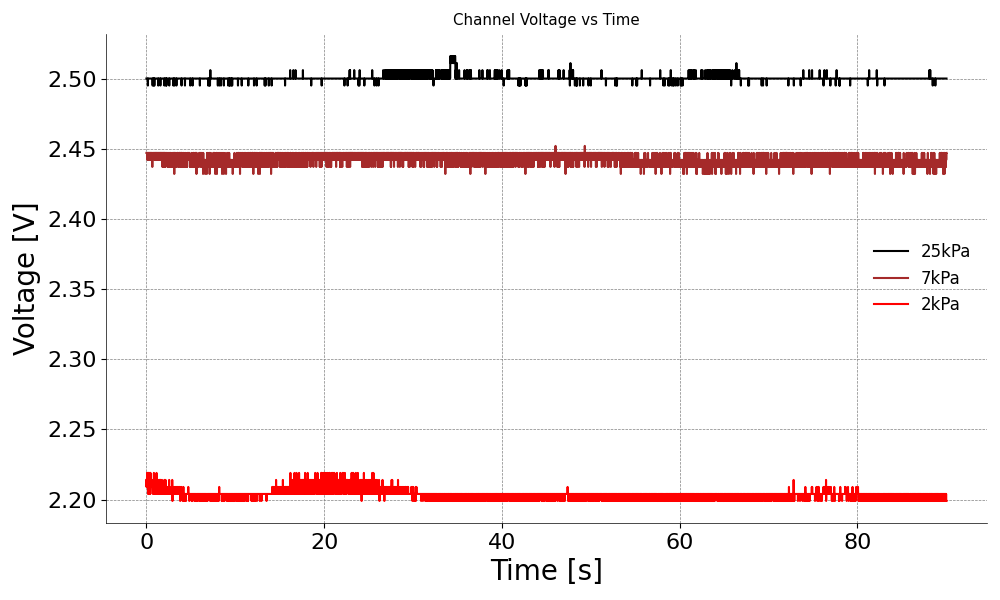 Channel Voltage vs Time
Voltage [V]
2.50
2.45
2.40
2.35
2.30
2.25
2.20
25kPa
7kPa
2kPa
0 20 40 60 80
Time [s]